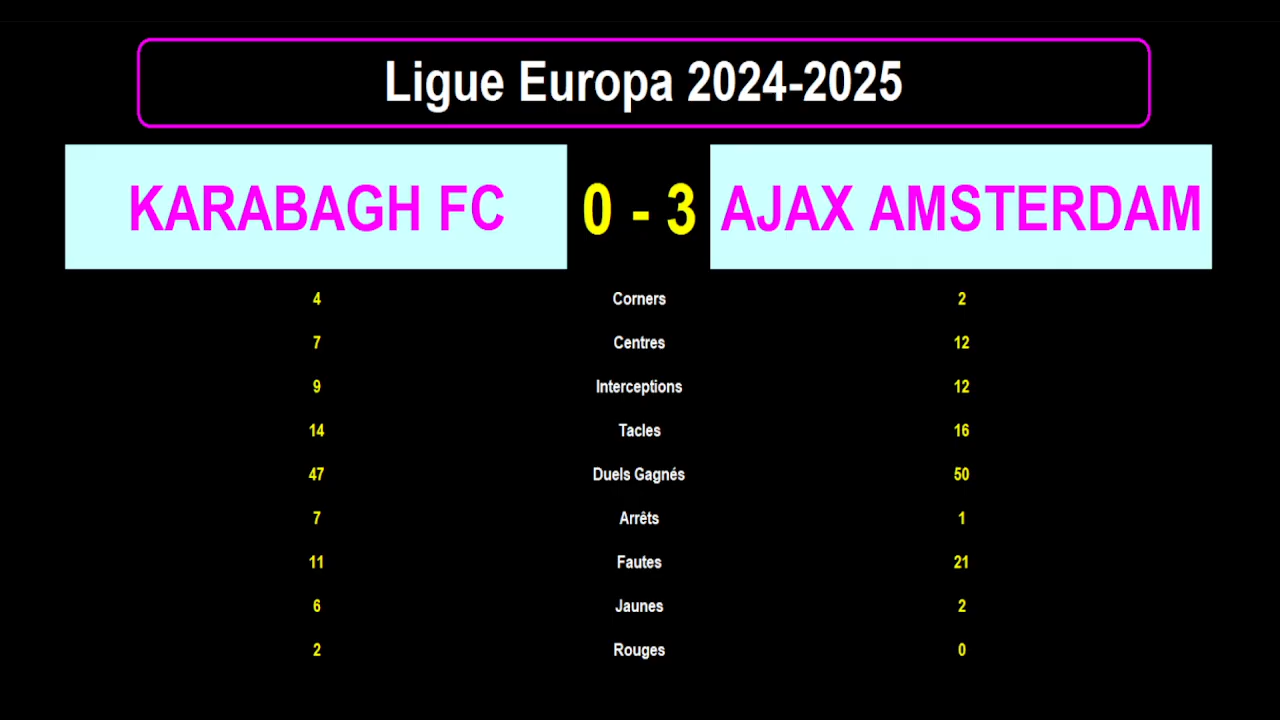 Ligue Europa 2024-2025
KARABAGH FC 0 - 3 AJAX AMSTERDAM
4 Corners 2
7 Centres 12
9 Interceptions 12
14 Tacles 16
47 Duels Gagnés 50
7 Arrêts 1
11 Fautes 21
6 Jaunes 2
2 Rouges 0